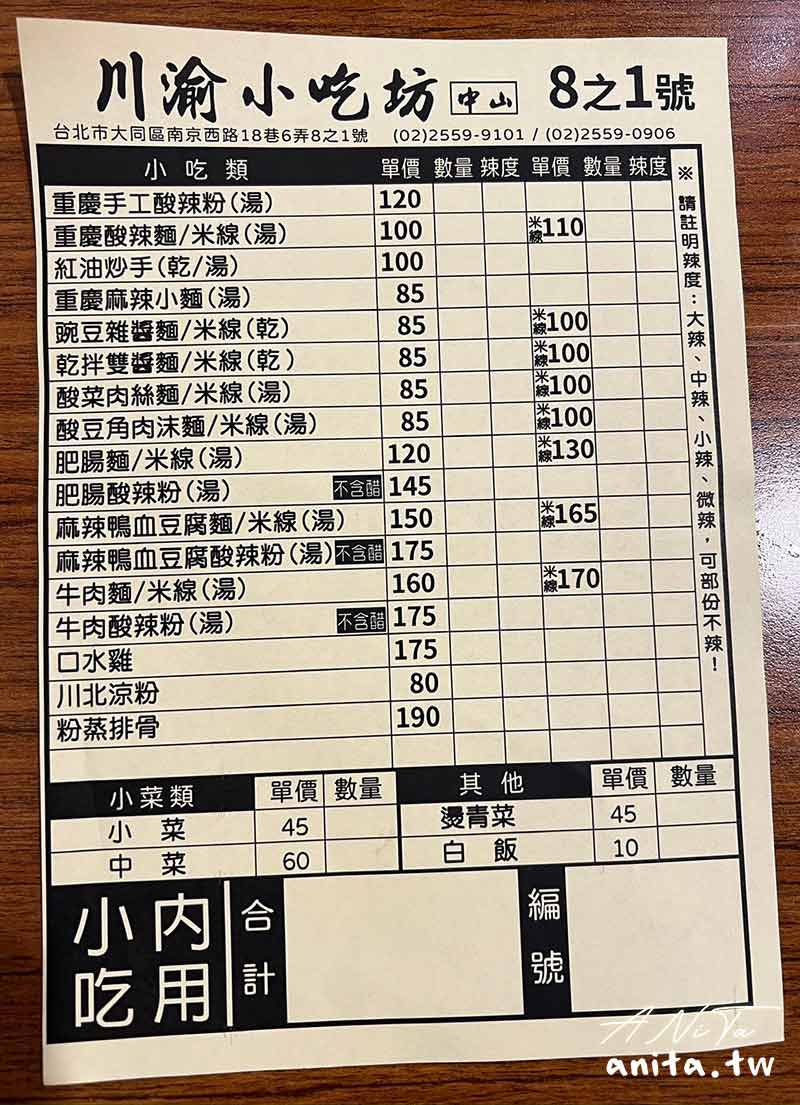 川渝小吃坊 中山 8之1號
台北市大同區南京西路18巷6弄8之1號 (02)2559-9101 / (02)2559-0906
小吃類 單價 數量 辣度 單價 數量 辣度
重慶手工酸辣粉(湯) 120
重慶酸辣麵/米線(湯) 100 米線110
紅油炒手(乾/湯) 100
重慶麻辣小麵(湯) 85
豌豆雜醬麵/米線(乾) 85 米線100
乾拌雙醬麵/米線(乾) 85 米線100
酸菜肉絲麵/米線(湯) 85 米線100
酸豆角肉沫麵/米線(湯) 85 米線100
肥腸麵/米線(湯) 120 米線130
肥腸酸辣粉(湯) 不含醋 145
麻辣鴨血豆腐麵/米線(湯) 150 米線165
麻辣鴨血豆腐酸辣粉(湯) 不含醋 175
牛肉麵/米線(湯) 160 米線170
牛肉酸辣粉(湯) 不含醋 175
口水雞 175
川北涼粉 80
粉蒸排骨 190
※請註明辣度:大辣、中辣、小辣、微辣,可部份不辣!
小菜類 單價 數量 其他 單價 數量
小菜 45 燙青菜 45
中菜 60 白飯 10
內用小吃 合計 編號
ANiTa
anita.tw